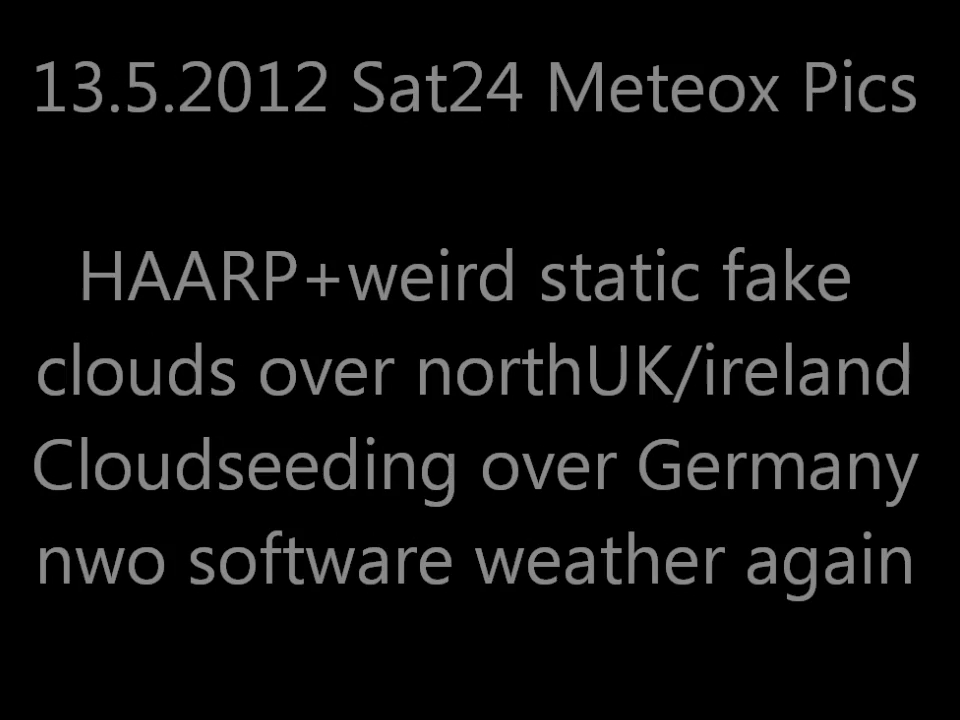 13.5.2012 Sat24 Meteox Pics
HAARP+weird static fake
clouds over northUK/ireland
Cloudseeding over Germany
nwo software weather again